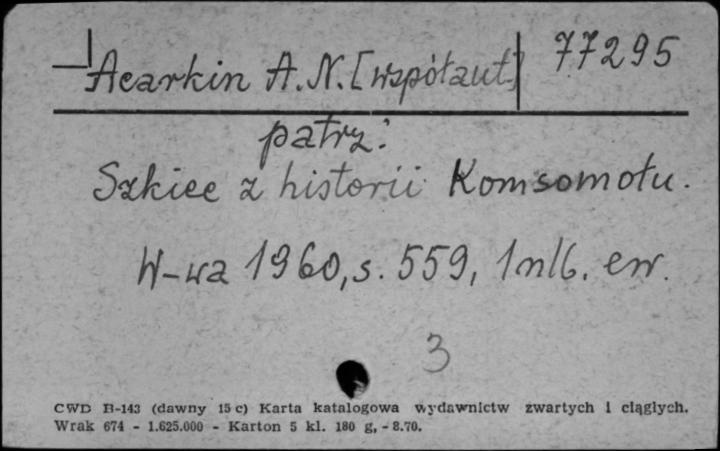 Acarkin A. N. [współaut.] 77295
patrz:
Szkice z historii Komsomołu.
W-wa 1960, s. 559, 1 nlb. err.
3
CWD B-143 (dawny 15 c) Karta katalogowa wydawnictw zwartych i ciągłych.
Wrak 674 - 1.625.000 - Karton 5 kl. 180 g, - 8.70.